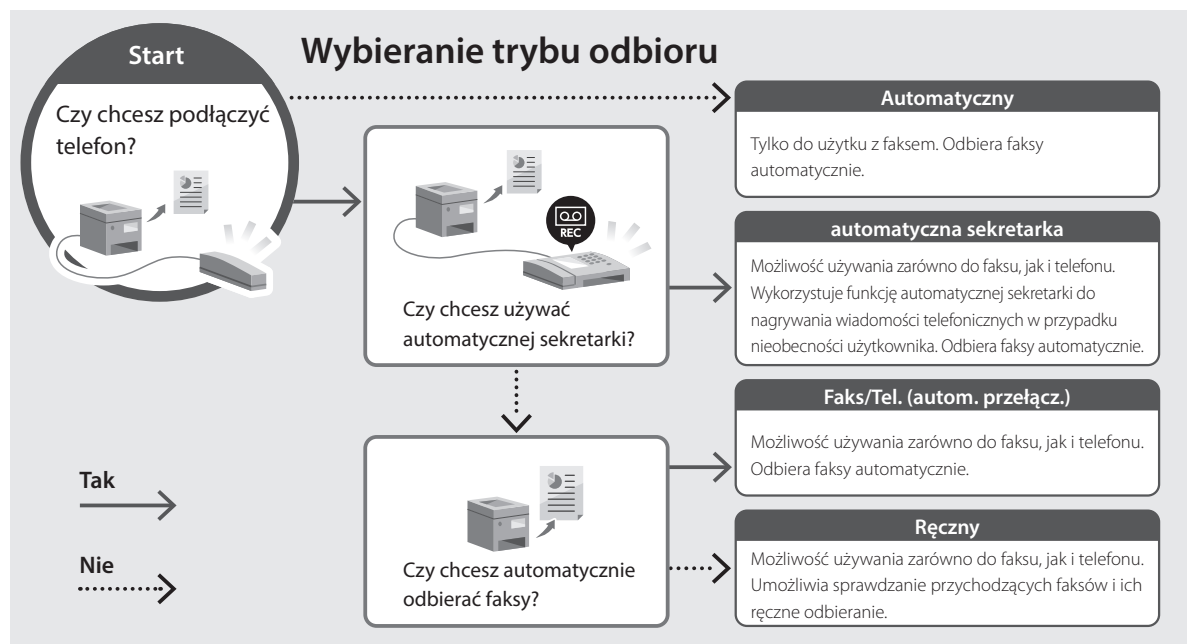 Wybieranie trybu odbioru
Start
Czy chcesz podłączyć
telefon?
REC
Czy chcesz używać
automatycznej sekretarki?
Czy chcesz automatycznie
odbierać faksy?
Tak
Nie
Automatyczny
Tylko do użytku z faksem. Odbiera faksy
automatycznie.
automatyczna sekretarka
Możliwość używania zarówno do faksu, jak i telefonu.
Wykorzystuje funkcję automatycznej sekretarki do
nagrywania wiadomości telefonicznych w przypadku
nieobecności użytkownika. Odbiera faksy automatycznie.
Faks/Tel. (autom. przełącz.)
Możliwość używania zarówno do faksu, jak i telefonu.
Odbiera faksy automatycznie.
Ręczny
Możliwość używania zarówno do faksu, jak i telefonu.
Umożliwia sprawdzanie przychodzących faksów i ich
ręczne odbieranie.